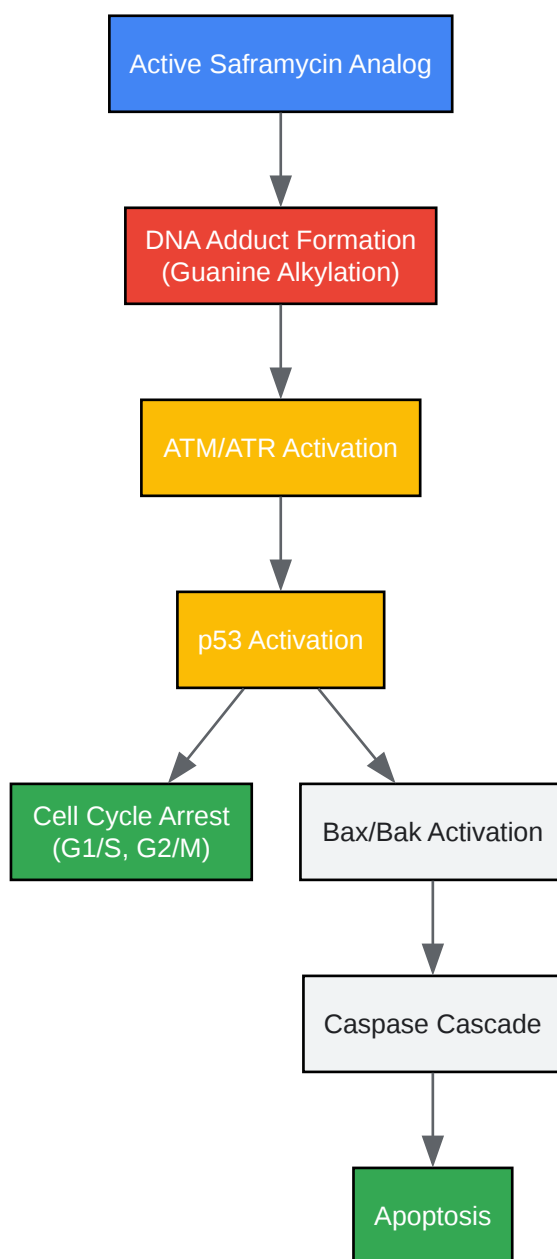 Active Saframycin Analog
DNA Adduct Formation
(Guanine Alkylation)
ATM/ATR Activation
p53 Activation
Cell Cycle Arrest
(G1/S, G2/M)
Bax/Bak Activation
Caspase Cascade
Apoptosis